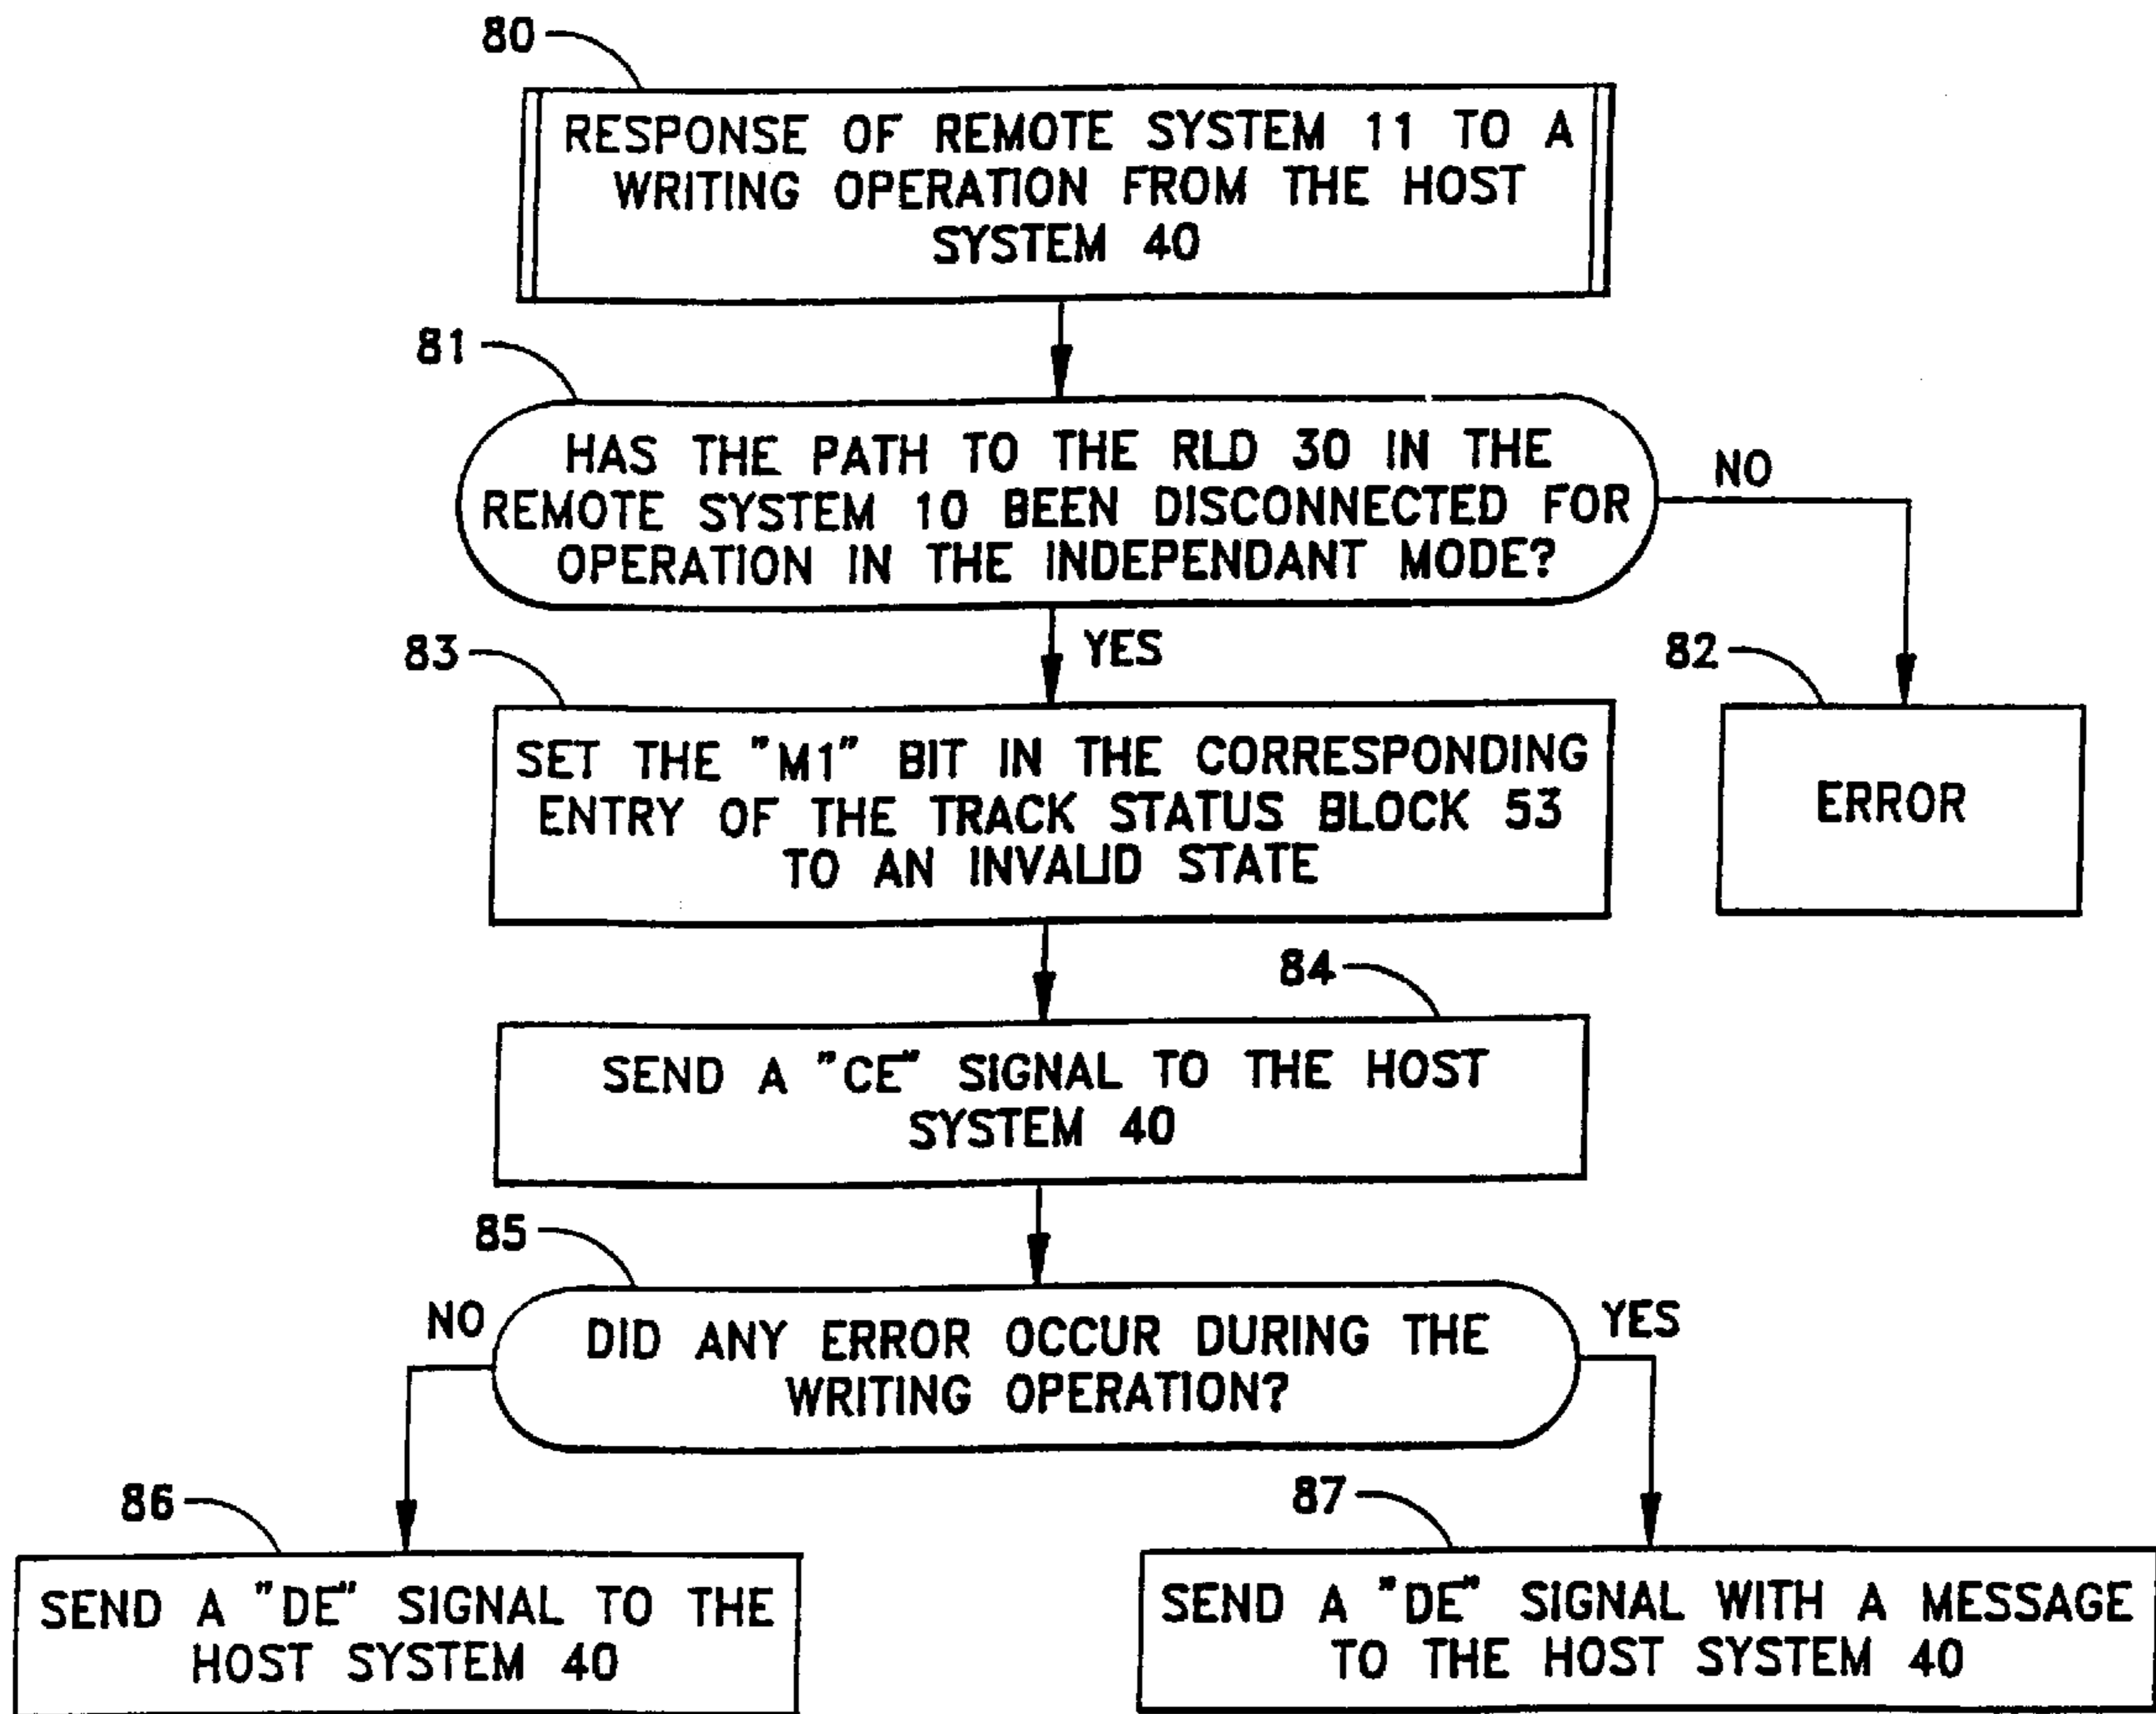 80
RESPONSE OF REMOTE SYSTEM 11 TO A
WRITING OPERATION FROM THE HOST
SYSTEM 40
81
HAS THE PATH TO THE RLD 30 IN THE
REMOTE SYSTEM 10 BEEN DISCONNECTED FOR
OPERATION IN THE INDEPENDANT MODE?
NO
YES
83
82
SET THE "M1" BIT IN THE CORRESPONDING
ENTRY OF THE TRACK STATUS BLOCK 53
TO AN INVALID STATE
ERROR
84
SEND A "CE" SIGNAL TO THE HOST
SYSTEM 40
85
NO
YES
DID ANY ERROR OCCUR DURING THE
WRITING OPERATION?
86
87
SEND A "DE" SIGNAL TO THE
HOST SYSTEM 40
SEND A "DE" SIGNAL WITH A MESSAGE
TO THE HOST SYSTEM 40